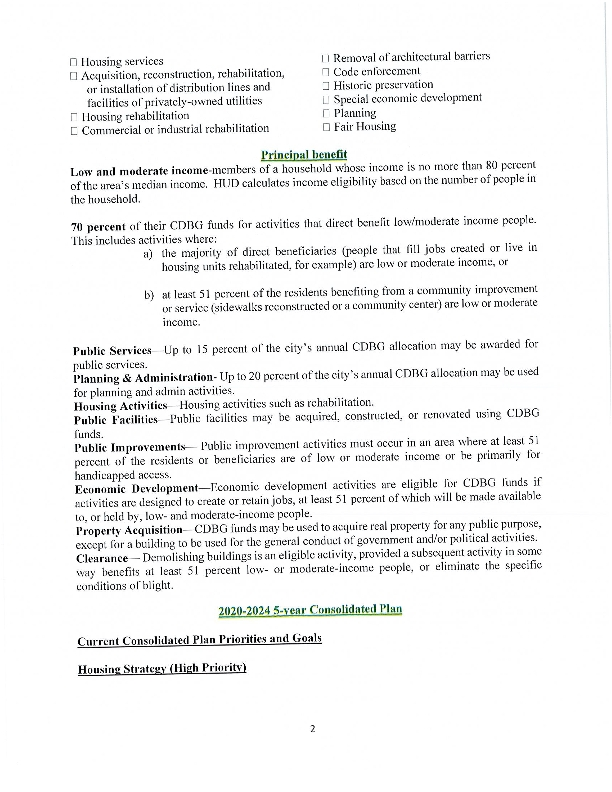 ☐ Housing services
☐ Acquisition, reconstruction, rehabilitation,
or installation of distribution lines and
facilities of privately-owned utilities
☐ Housing rehabilitation
☐ Commercial or industrial rehabilitation
☐ Removal of architectural barriers
☐ Code enforcement
☐ Historic preservation
☐ Special economic development
☐ Planning
☐ Fair Housing
Principal benefit
Low and moderate income-members of a household whose income is no more than 80 percent
of the area's median income. HUD calculates income eligibility based on the number of people in
the household.
70 percent of their CDBG funds for activities that direct benefit low/moderate income people.
This includes activities where:
a) the majority of direct beneficiaries (people that fill jobs created or live in
housing units rehabilitated, for example) are low or moderate income, or
b) at least 51 percent of the residents benefiting from a community improvement
or service (sidewalks reconstructed or a community center) are low or moderate
income.
Public Services—Up to 15 percent of the city's annual CDBG allocation may be awarded for
public services.
Planning & Administration- Up to 20 percent of the city's annual CDBG allocation may be used
for planning and admin activities.
Housing Activities—Housing activities such as rehabilitation.
Public Facilities—Public facilities may be acquired, constructed, or renovated using CDBG
funds.
Public Improvements— Public improvement activities must occur in an area where at least 51
percent of the residents or beneficiaries are of low or moderate income or be primarily for
handicapped access.
Economic Development—Economic development activities are eligible for CDBG funds if
activities are designed to create or retain jobs, at least 51 percent of which will be made available
to, or held by, low- and moderate-income people.
Property Acquisition— CDBG funds may be used to acquire real property for any public purpose,
except for a building to be used for the general conduct of government and/or political activities.
Clearance— Demolishing buildings is an eligible activity, provided a subsequent activity in some
way benefits at least 51 percent low- or moderate-income people, or eliminate the specific
conditions of blight.
2020-2024 5-year Consolidated Plan
Current Consolidated Plan Priorities and Goals
Housing Strategy (High Priority)
2